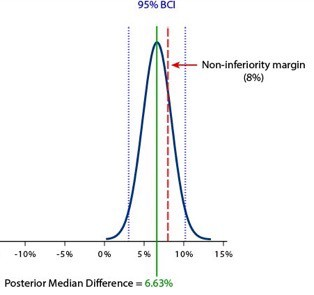 95% BCI
Non-inferiority margin
(8%)
-10% -5% 0% 5% 10% 15%
Posterior Median Difference = 6.63%